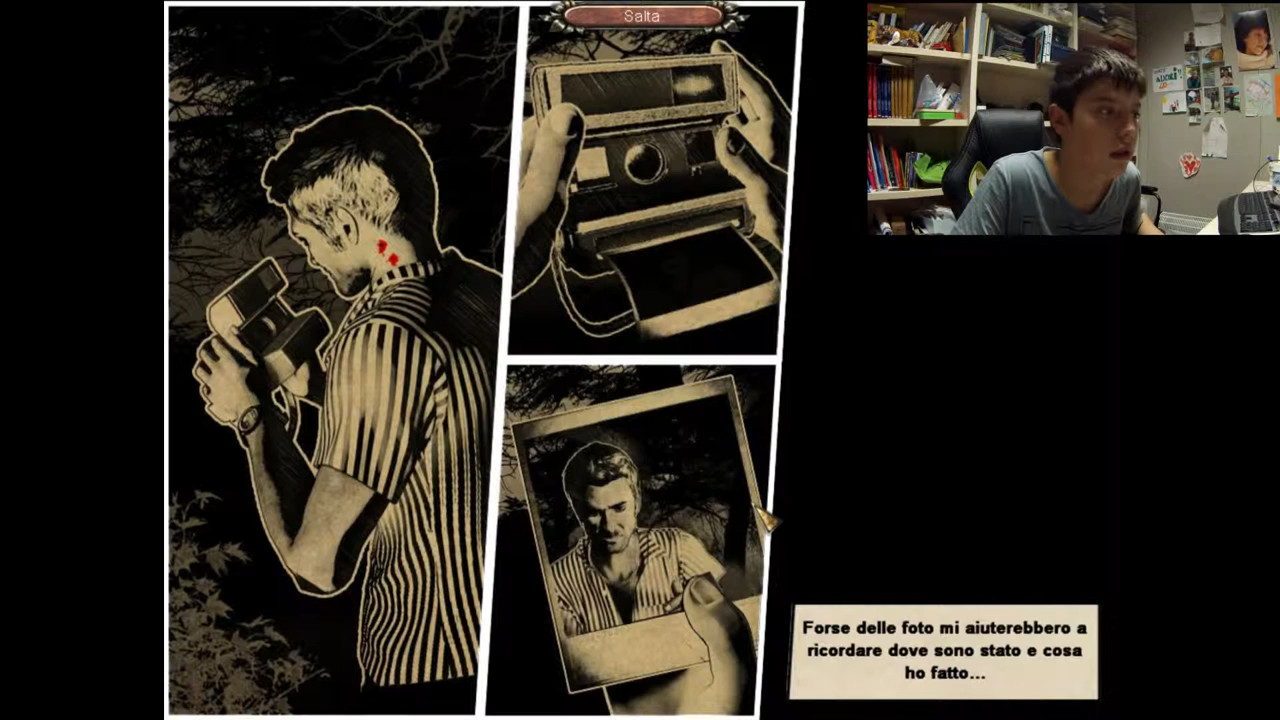 Salta
Forse delle foto mi aiuterebbero a
ricordare dove sono stato e cosa
ho fatto...